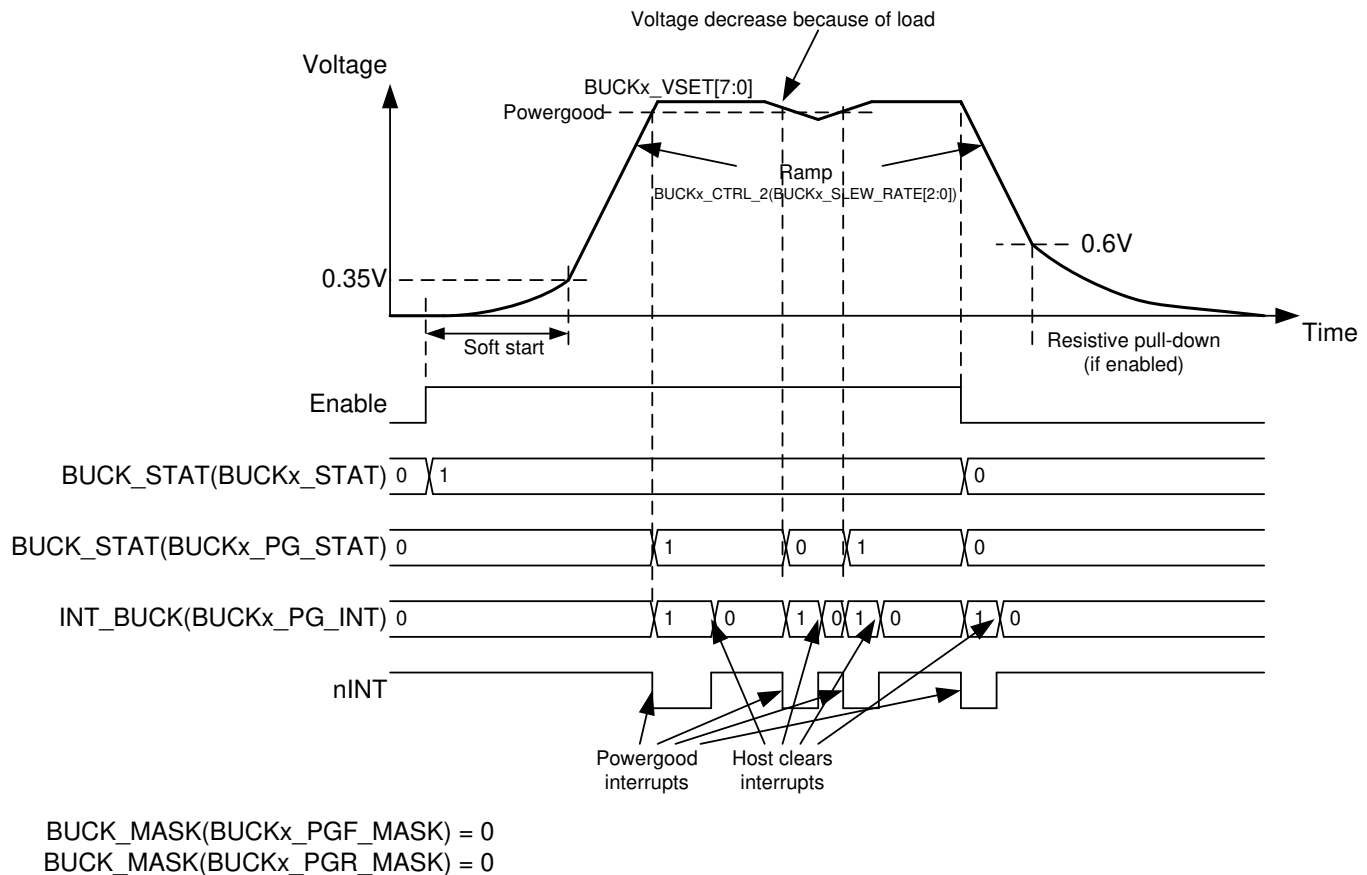 Voltage decrease because of load
Voltage
BUCKx_VSET[7:0]
Powergood
Ramp
BUCKx_CTRL_2(BUCKx_SLEW_RATE[2:0])
0.6V
0.35V
Time
Soft start
Resistive pull-down
(if enabled)
Enable
BUCK_STAT(BUCKx_STAT) 0 1 0
BUCK_STAT(BUCKx_PG_STAT) 0 1 0 1 0
INT_BUCK(BUCKx_PG_INT) 0 1 0 1 0 1 0 1 0
nINT
Powergood
interrupts
Host clears
interrupts
BUCK_MASK(BUCKx_PGF_MASK) = 0
BUCK_MASK(BUCKx_PGR_MASK) = 0